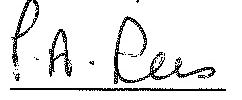 P. A. Rees